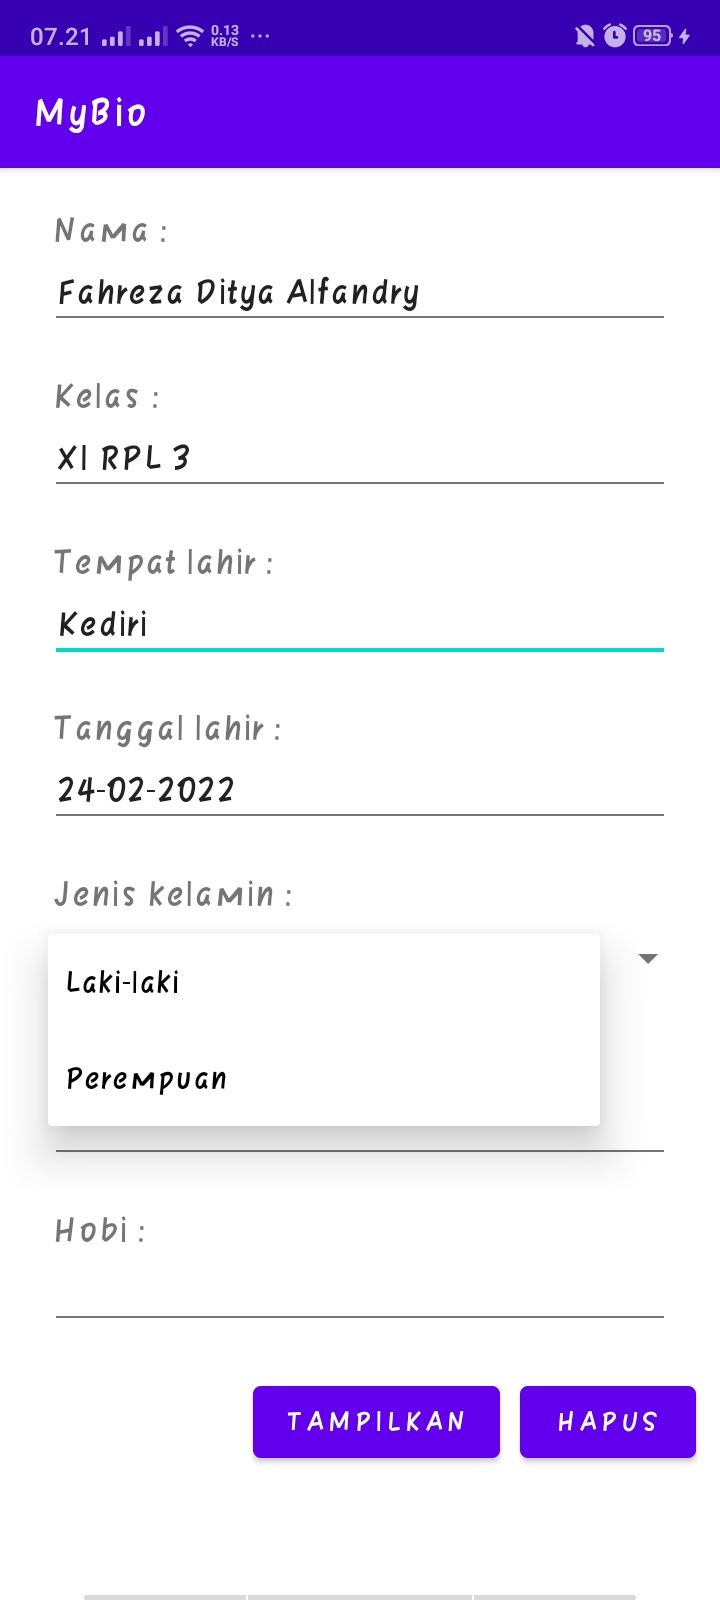 07.21 0.13 KB/S ... 95
MyBio
Nama :
Fahreza Ditya Alfandry
Kelas :
XI RPL 3
Tempat lahir :
Kediri
Tanggal lahir :
24-02-2022
Jenis kelamin :
Laki-laki
Perempuan
Hobi :
TAMPILKAN HAPUS